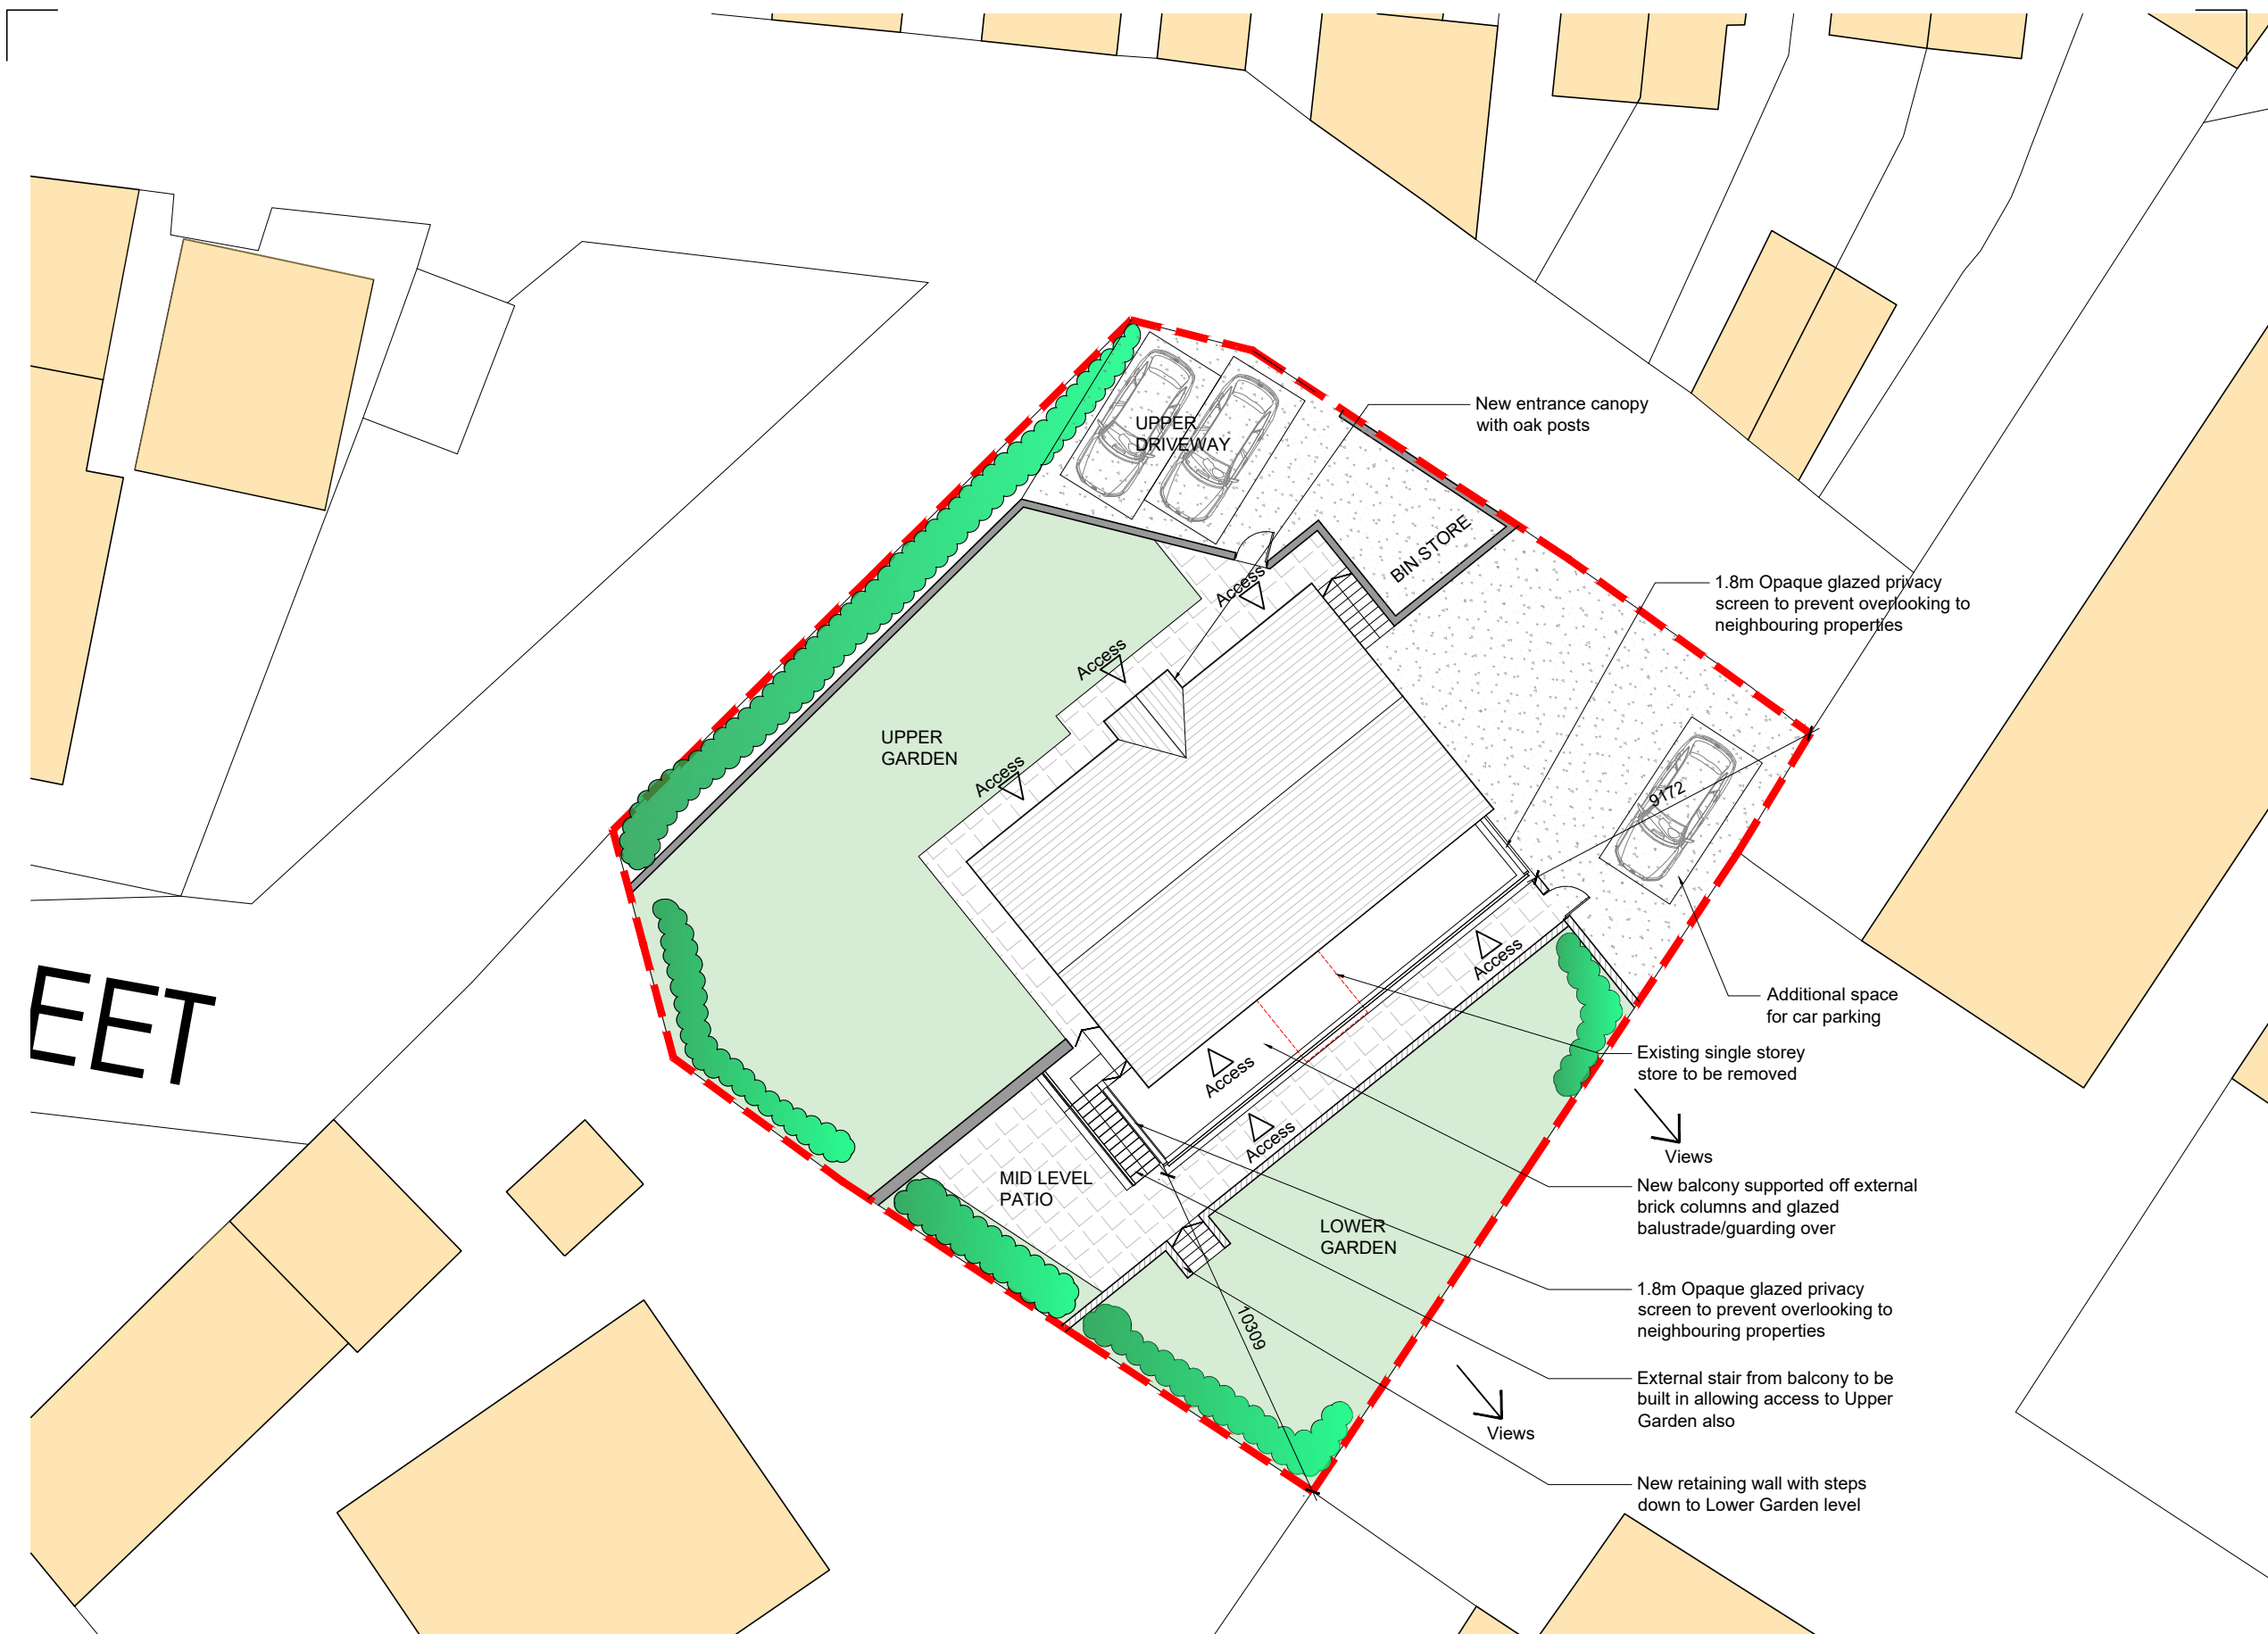 New entrance canopy
with oak posts
UPPER
DRIVEWAY
BIN STORE
Access
1.8m Opaque glazed privacy
screen to prevent overlooking to
neighbouring properties
Access
UPPER
GARDEN
Access
9172
Access
Additional space
for car parking
EET
Existing single storey
store to be removed
Access
Access
Views
MID LEVEL
PATIO
New balcony supported off external
brick columns and glazed
balustrade/guarding over
LOWER
GARDEN
1.8m Opaque glazed privacy
screen to prevent overlooking to
neighbouring properties
10309
External stair from balcony to be
built in allowing access to Upper
Garden also
Views
New retaining wall with steps
down to Lower Garden level